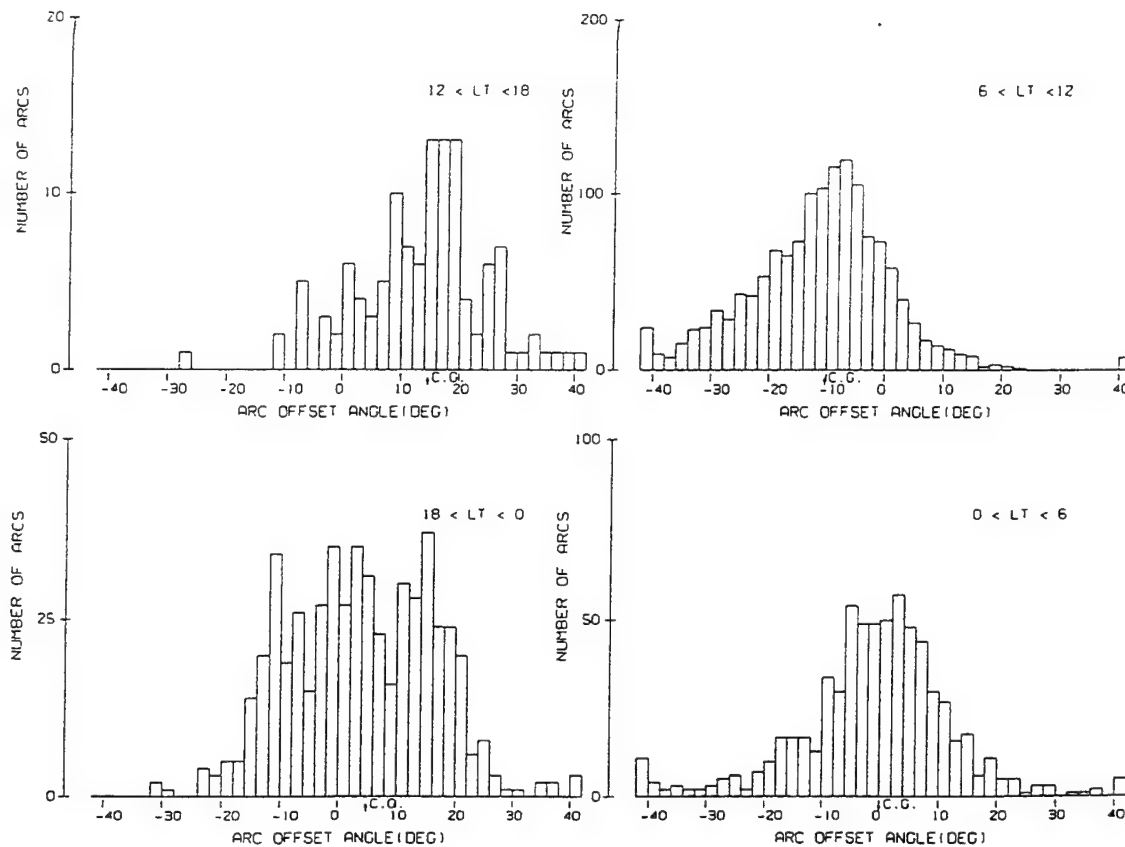 20
10
0
NUMBER OF ARCS
12 < LT <18
-40 -30 -20 -10 0 10 20 30 40
C.G.
ARC OFFSET ANGLE(DEG)
200
100
0
NUMBER OF ARCS
6 < LT <12
-40 -30 -20 -10 0 10 20 30 40
C.G.
ARC OFFSET ANGLE(DEG)
50
25
0
NUMBER OF ARCS
18 < LT < 0
-40 -30 -20 -10 0 10 20 30 40
C.G.
ARC OFFSET ANGLE(DEG)
100
50
0
NUMBER OF ARCS
0 < LT < 6
-40 -30 -20 -10 0 10 20 30 40
C.G.
ARC OFFSET ANGLE(DEG)